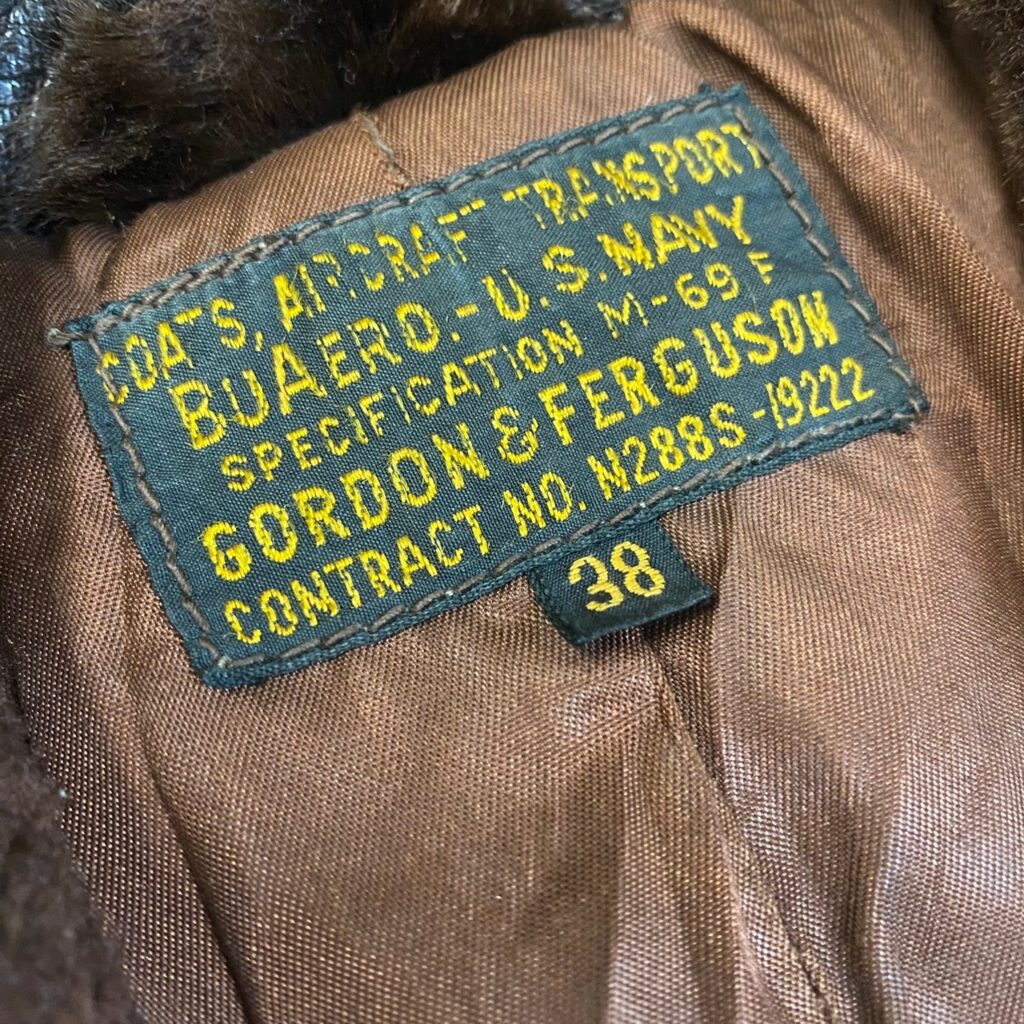 COATS, AIRCRAFT TRANSPORT
BUAERO.-U.S.NAVY
SPECIFICATION M-69 F
GORDON & FERGUSON
CONTRACT NO. N288S-19222
38